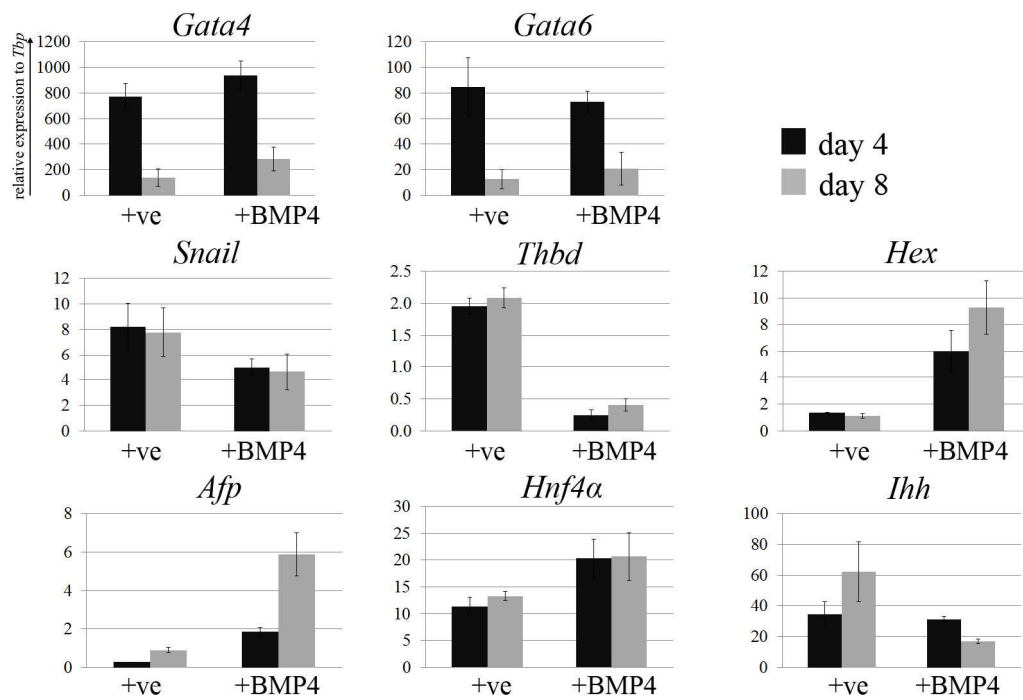 Gata4
relative expression to Tbp
1200
1000
800
600
400
200
0
+ve +BMP4
Gata6
120
100
80
60
40
20
0
+ve +BMP4
day 4
day 8
Snail
12
10
8
6
4
2
0
+ve +BMP4
Thbd
2.5
2.0
1.5
1.0
0.5
0.0
+ve +BMP4
Hex
12
10
8
6
4
2
0
+ve +BMP4
Afp
8
6
4
2
0
+ve +BMP4
Hnf4α
30
25
20
15
10
5
0
+ve +BMP4
Ihh
100
80
60
40
20
0
+ve +BMP4